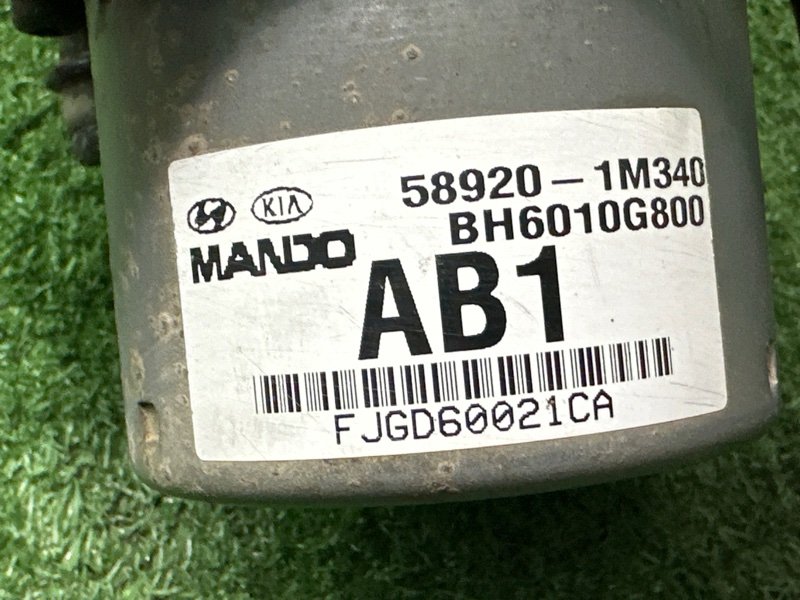 KIA
58920-1M340
BH6010G800
MANDO
AB1
FJGD60021CA